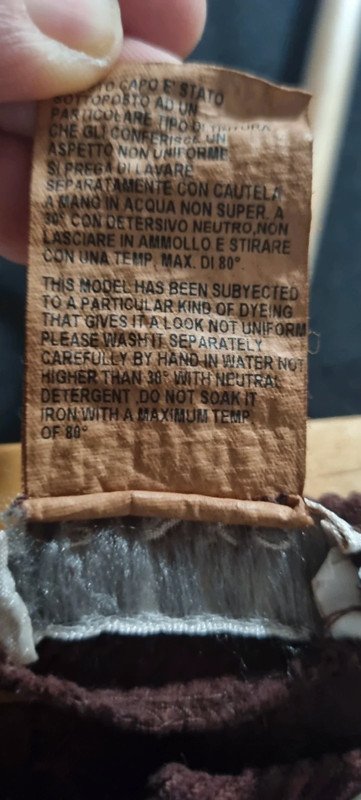 TO CAPO E' STATO
SOTTOPOSTO AD UN
PARTICOLARE TIPO DI TINTURA
CHE GLI CONFERISCE UN
ASPETTO NON UNIFORME
SI PREGA DI LAVARE
SEPARATAMENTE CON CAUTELA
A MANO IN ACQUA NON SUPER. A
30° CON DETERSIVO NEUTRO,NON
LASCIARE IN AMMOLLO E STIRARE
CON UNA TEMP. MAX. DI 80°.
THIS MODEL HAS BEEN SUBYECTED
TO A PARTICULAR KIND OF DYEING
THAT GIVES IT A LOOK NOT UNIFORM
PLEASE WASH IT SEPARATELY
CAREFULLY BY HAND IN WATER NOT
HIGHER THAN 30° WITH NEUTRAL
DETERGENT .DO NOT SOAK IT
IRON WITH A MAXIMUM TEMP.
OF 80°